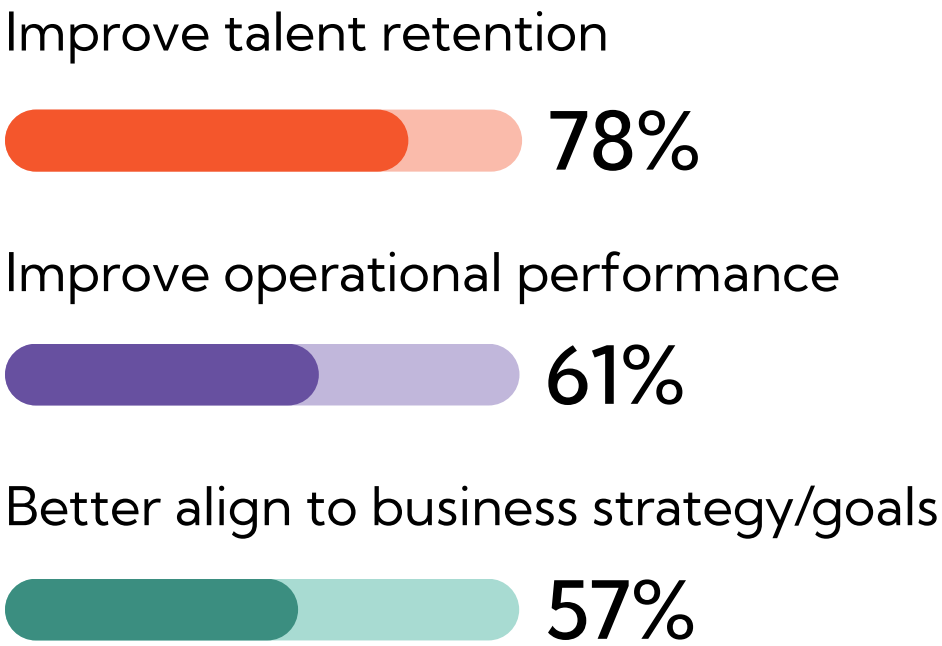 Improve talent retention
78%
Improve operational performance
61%
Better align to business strategy/goals
57%